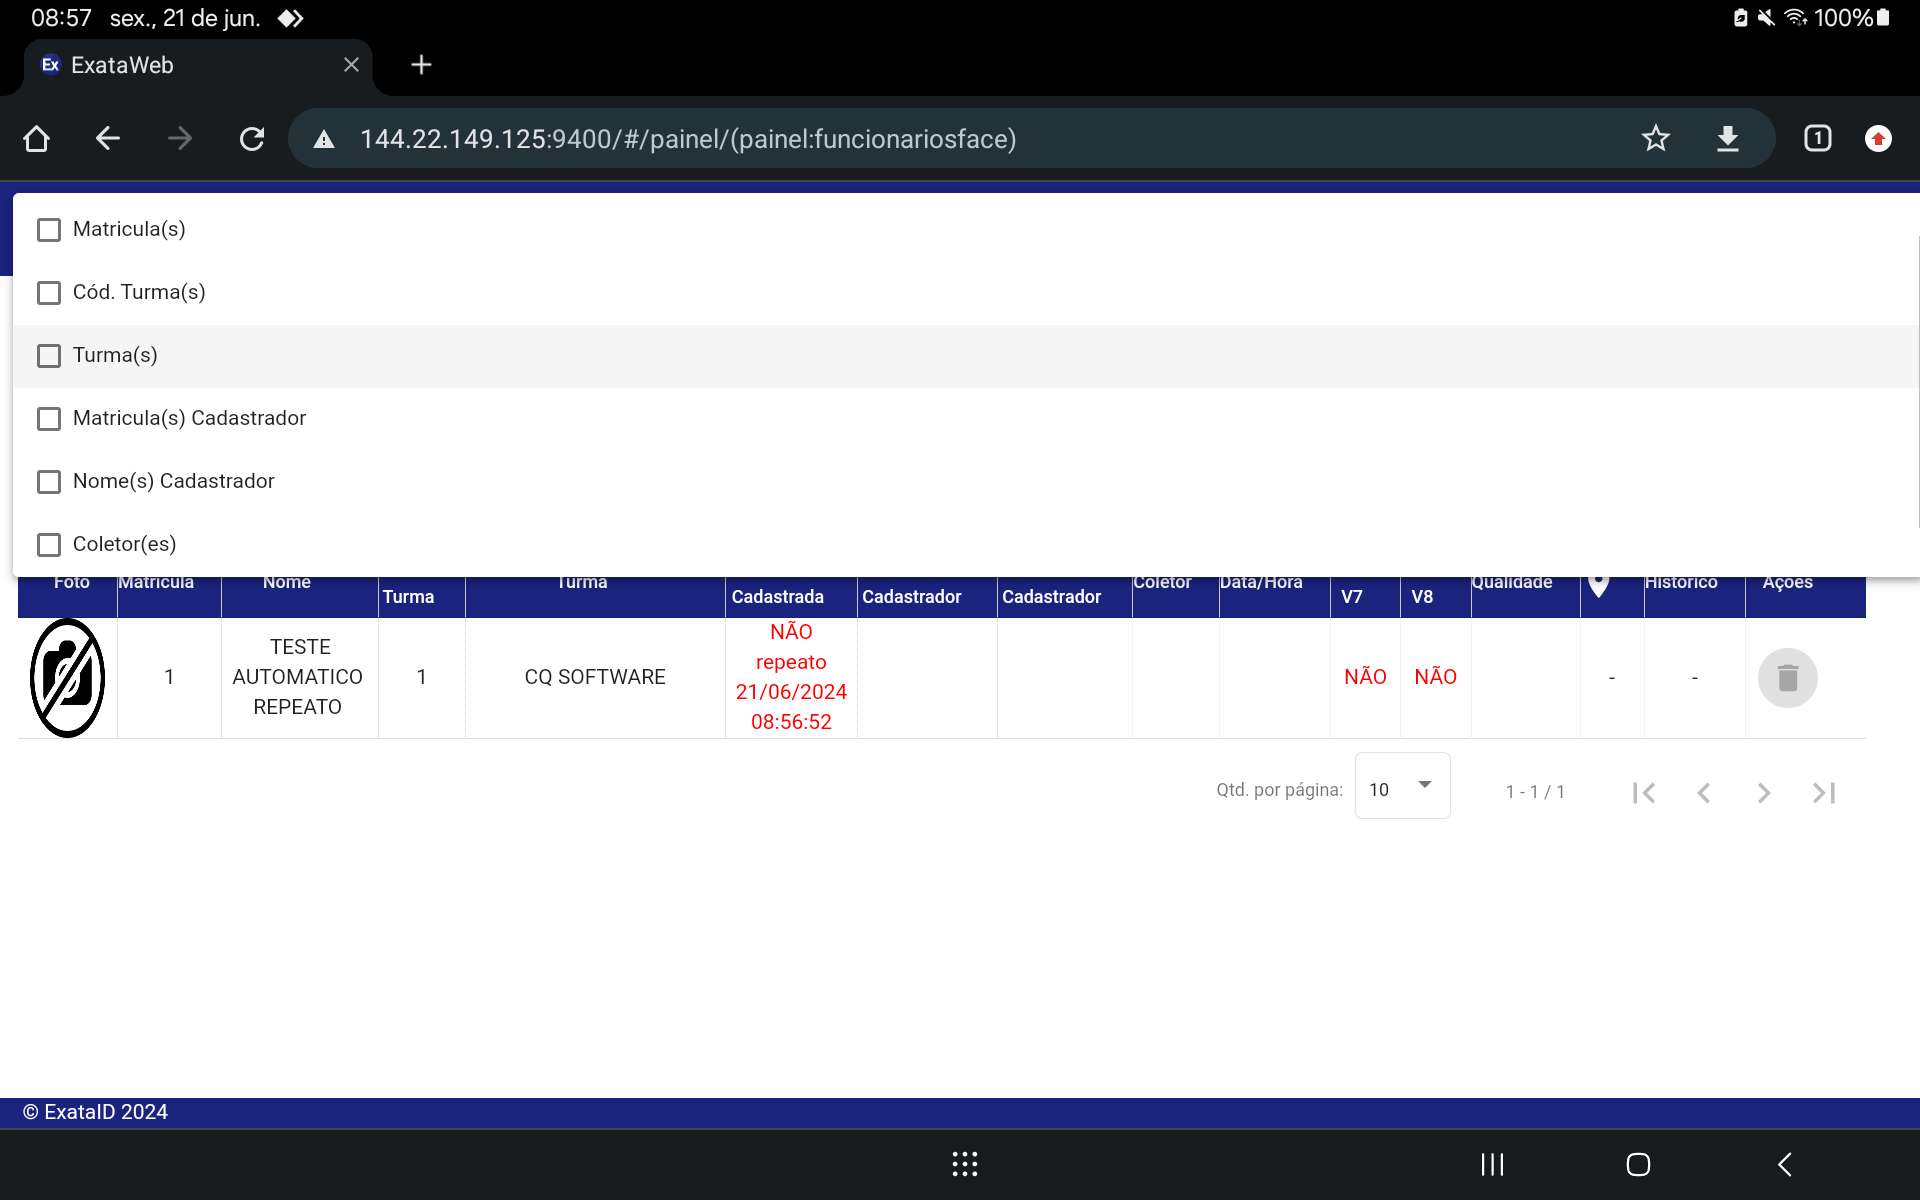 08:57 sex., 21 de jun. 100%
Ex ExataWeb
144.22.149.125:9400/#/painel/(painel:funcionariosface)
1
Matricula(s)
Cód. Turma(s)
Turma(s)
Matricula(s) Cadastrador
Nome(s) Cadastrador
Coletor(es)
Foto Matricula Nome Turma Turma Cadastrada Cadastrador Cadastrador Coletor Data/Hora V7 V8 Qualidade Histórico Ações
1 TESTE AUTOMATICO REPEATO 1 CQ SOFTWARE NÃO repeato 21/06/2024 08:56:52 NÃO NÃO - -
Qtd. por página: 10 1 - 1 / 1
© ExataID 2024